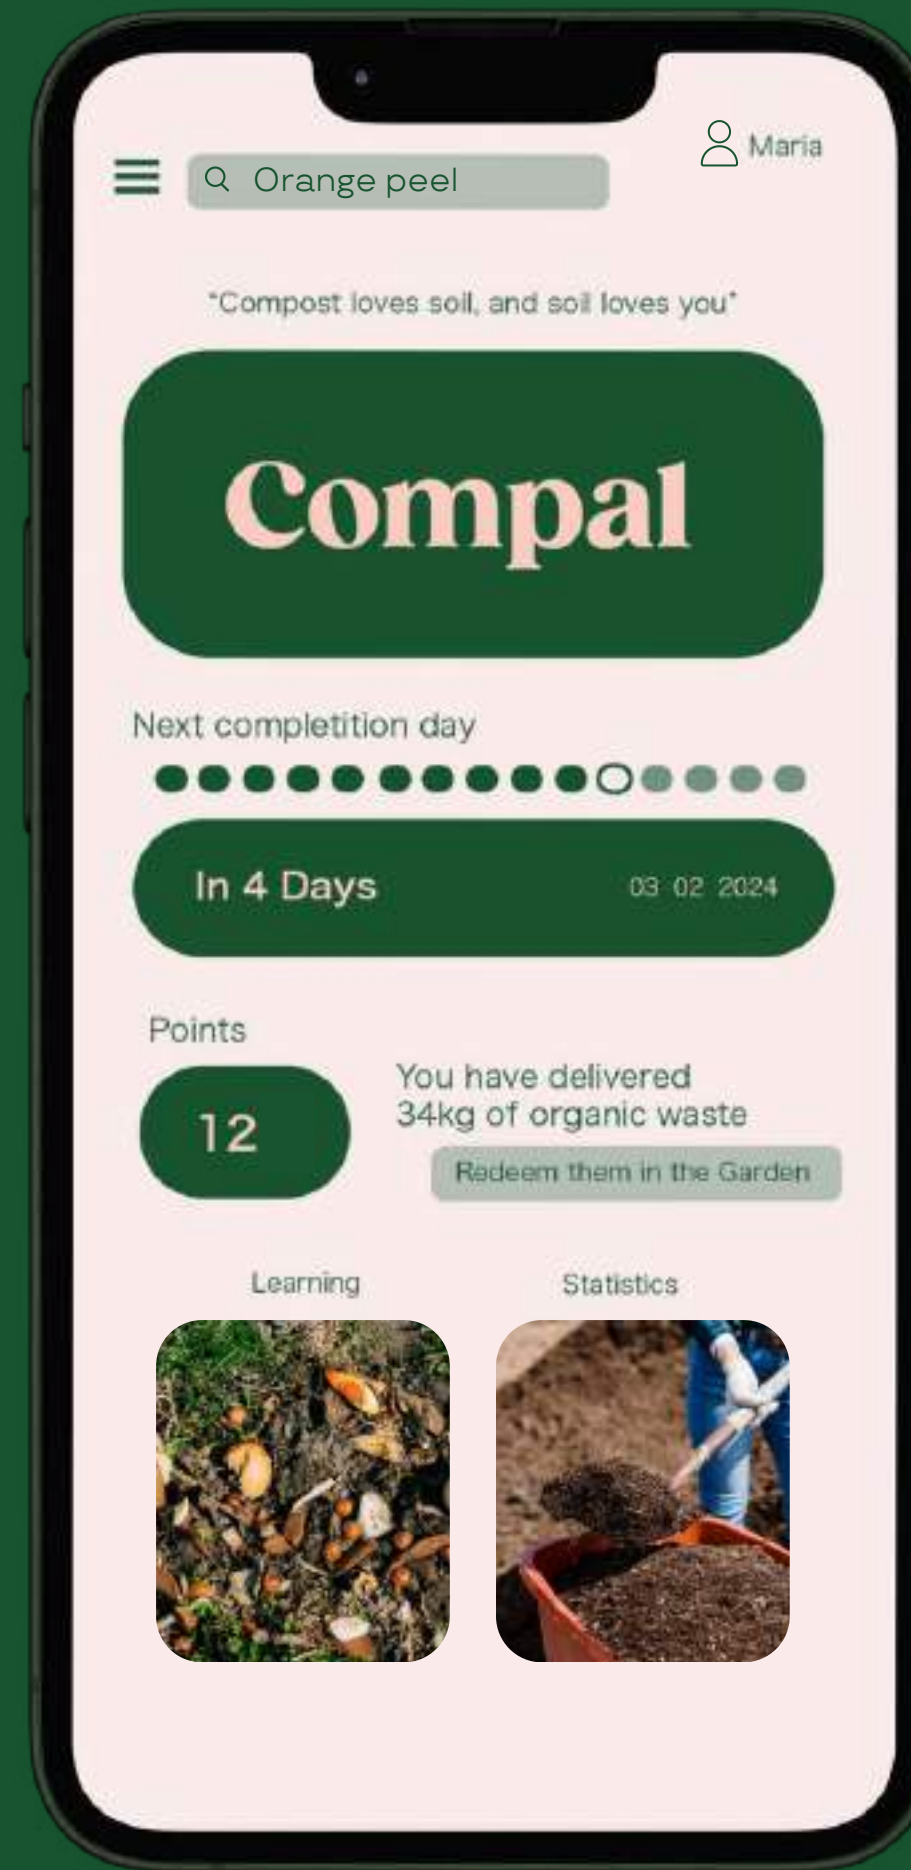 Maria
Orange peel
"Compost loves soil, and soil loves you"
Compal
Next completition day
In 4 Days 03 02 2024
Points
12
You have delivered
34kg of organic waste
Redeem them in the Garden
Learning Statistics